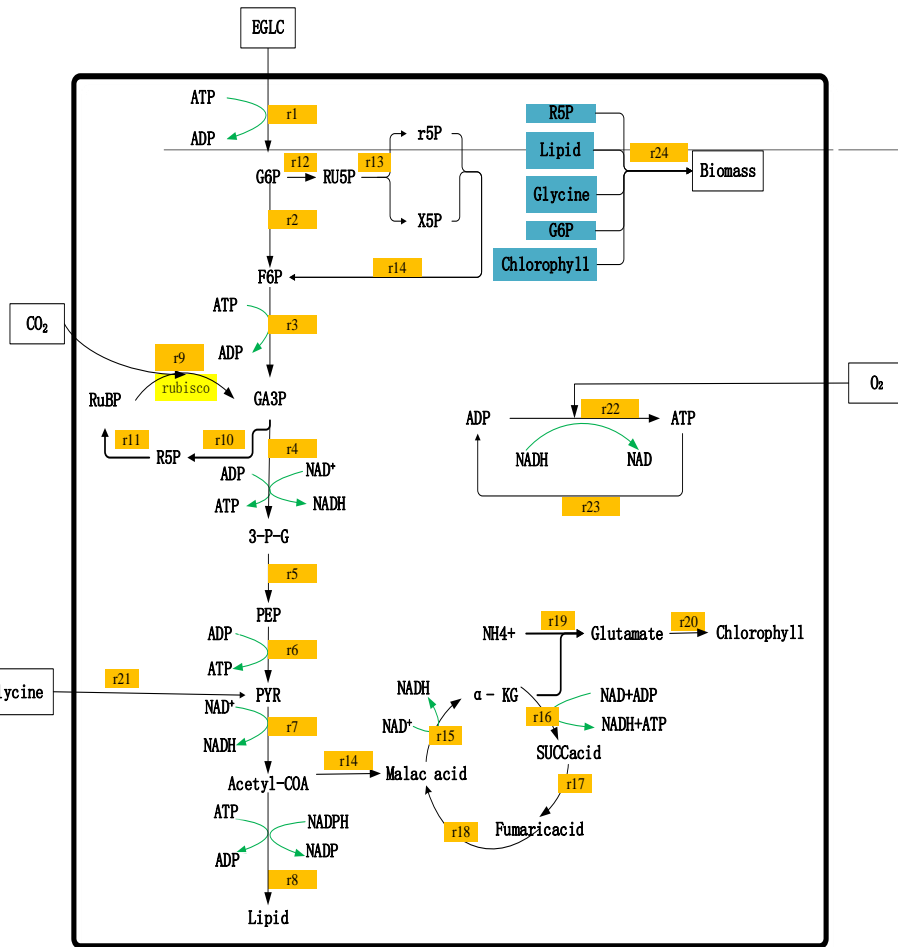 EGLC
ATP
r1
ADP
R5P
Lipid
Glycine
G6P
Chlorophyll
r24
Biomass
G6P
r12
RU5P
r13
r5P
X5P
r2
F6P
r14
ATP
r3
ADP
CO₂
r9
rubisco
RuBP
GA3P
r11
R5P
r10
r4
ADP
NAD⁺
ATP
NADH
O₂
ADP
r22
ATP
NADH
NAD
r23
3-P-G
r5
PEP
ADP
r6
ATP
lycine
r21
PYR
NAD⁺
r7
NADH
Acetyl-COA
r14
Malac acid
NADH
NAD⁺
r15
NH4+
r19
Glutamate
r20
Chlorophyll
α- KG
r16
NAD+ADP
NADH+ATP
SUCCacid
r17
Fumaricacid
r18
ATP
NADPH
ADP
NADP
r8
Lipid